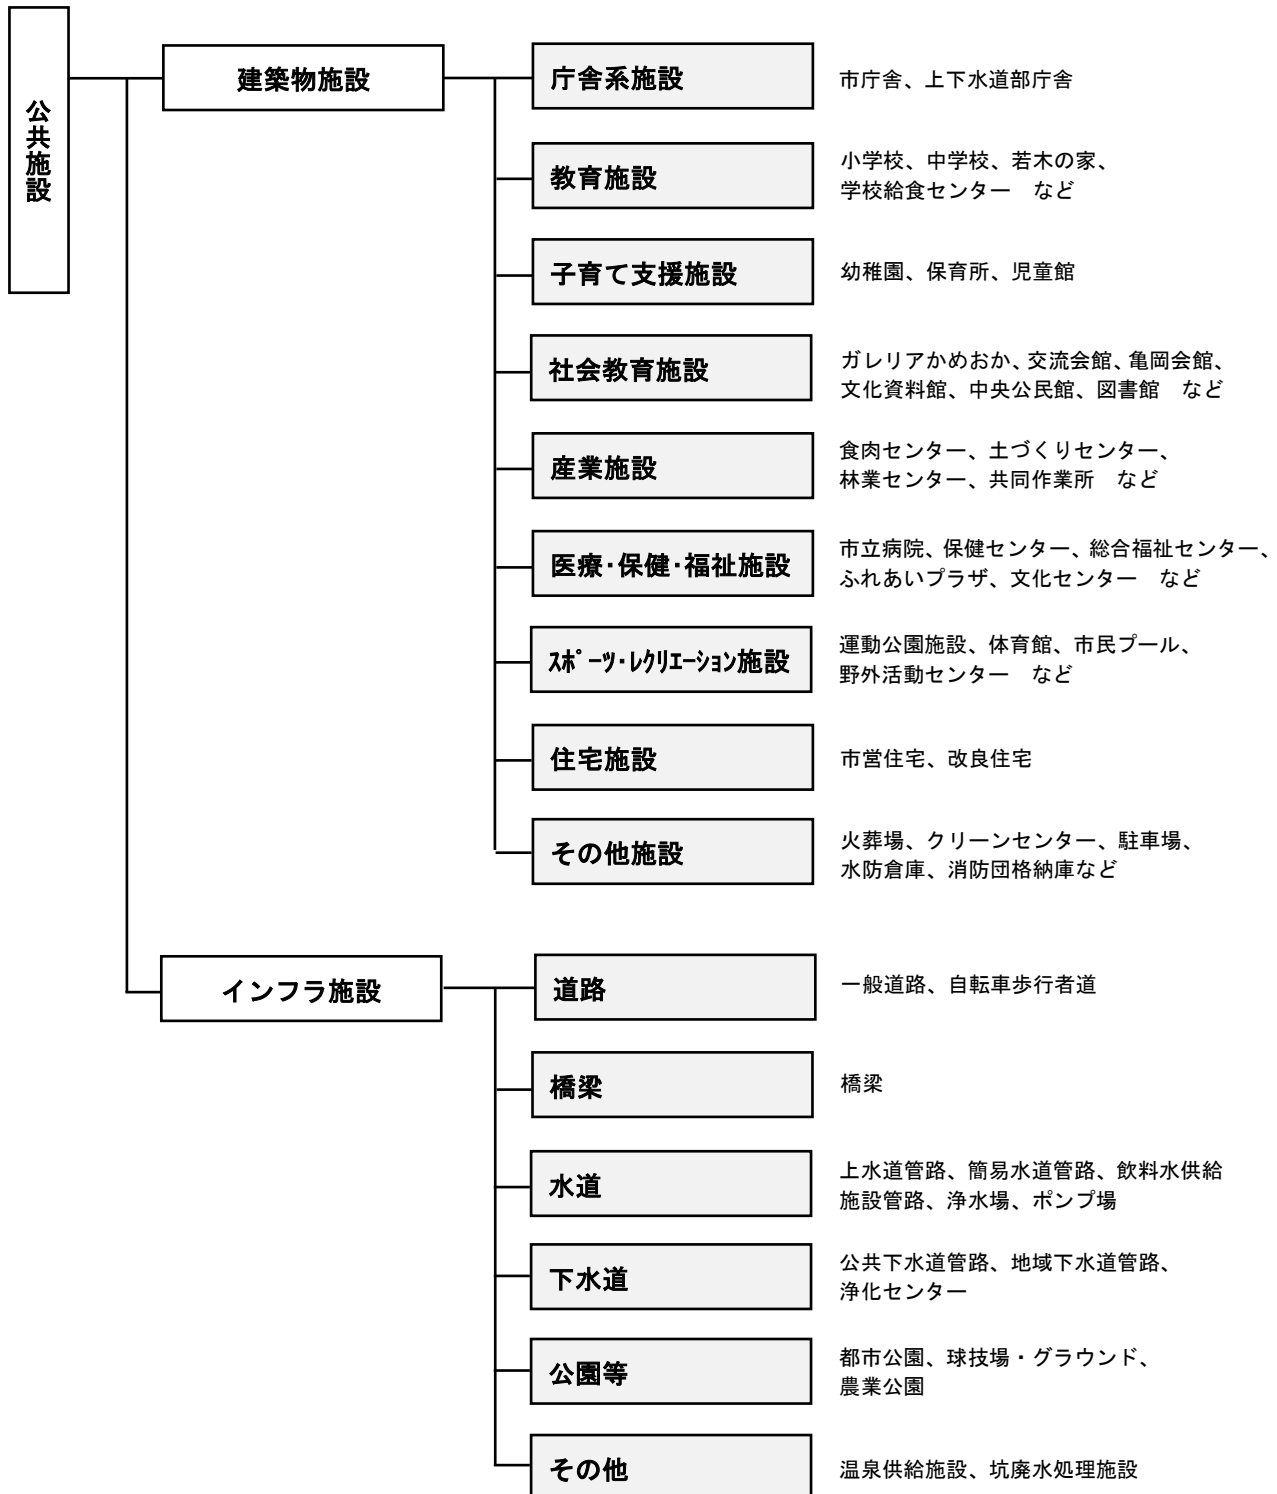 公共施設
建築物施設
庁舎系施設
市庁舎、上下水道部庁舎
教育施設
小学校、中学校、若木の家、
学校給食センター　など
子育て支援施設
幼稚園、保育所、児童館
社会教育施設
ガレリアかめおか、交流会館、亀岡会館、
文化資料館、中央公民館、図書館　など
産業施設
食肉センター、土づくりセンター、
林業センター、共同作業所　など
医療・保健・福祉施設
市立病院、保健センター、総合福祉センター、
ふれあいプラザ、文化センター　など
ｽﾎﾟｰﾂ・ﾚｸﾘｴｰｼｮﾝ施設
運動公園施設、体育館、市民プール、
野外活動センター　など
住宅施設
市営住宅、改良住宅
その他施設
火葬場、クリーンセンター、駐車場、
水防倉庫、消防団格納庫など
インフラ施設
道路
一般道路、自転車歩行者道
橋梁
橋梁
水道
上水道管路、簡易水道管路、飲料水供給
施設管路、浄水場、ポンプ場
下水道
公共下水道管路、地域下水道管路、
浄化センター
公園等
都市公園、球技場・グラウンド、
農業公園
その他
温泉供給施設、坑廃水処理施設